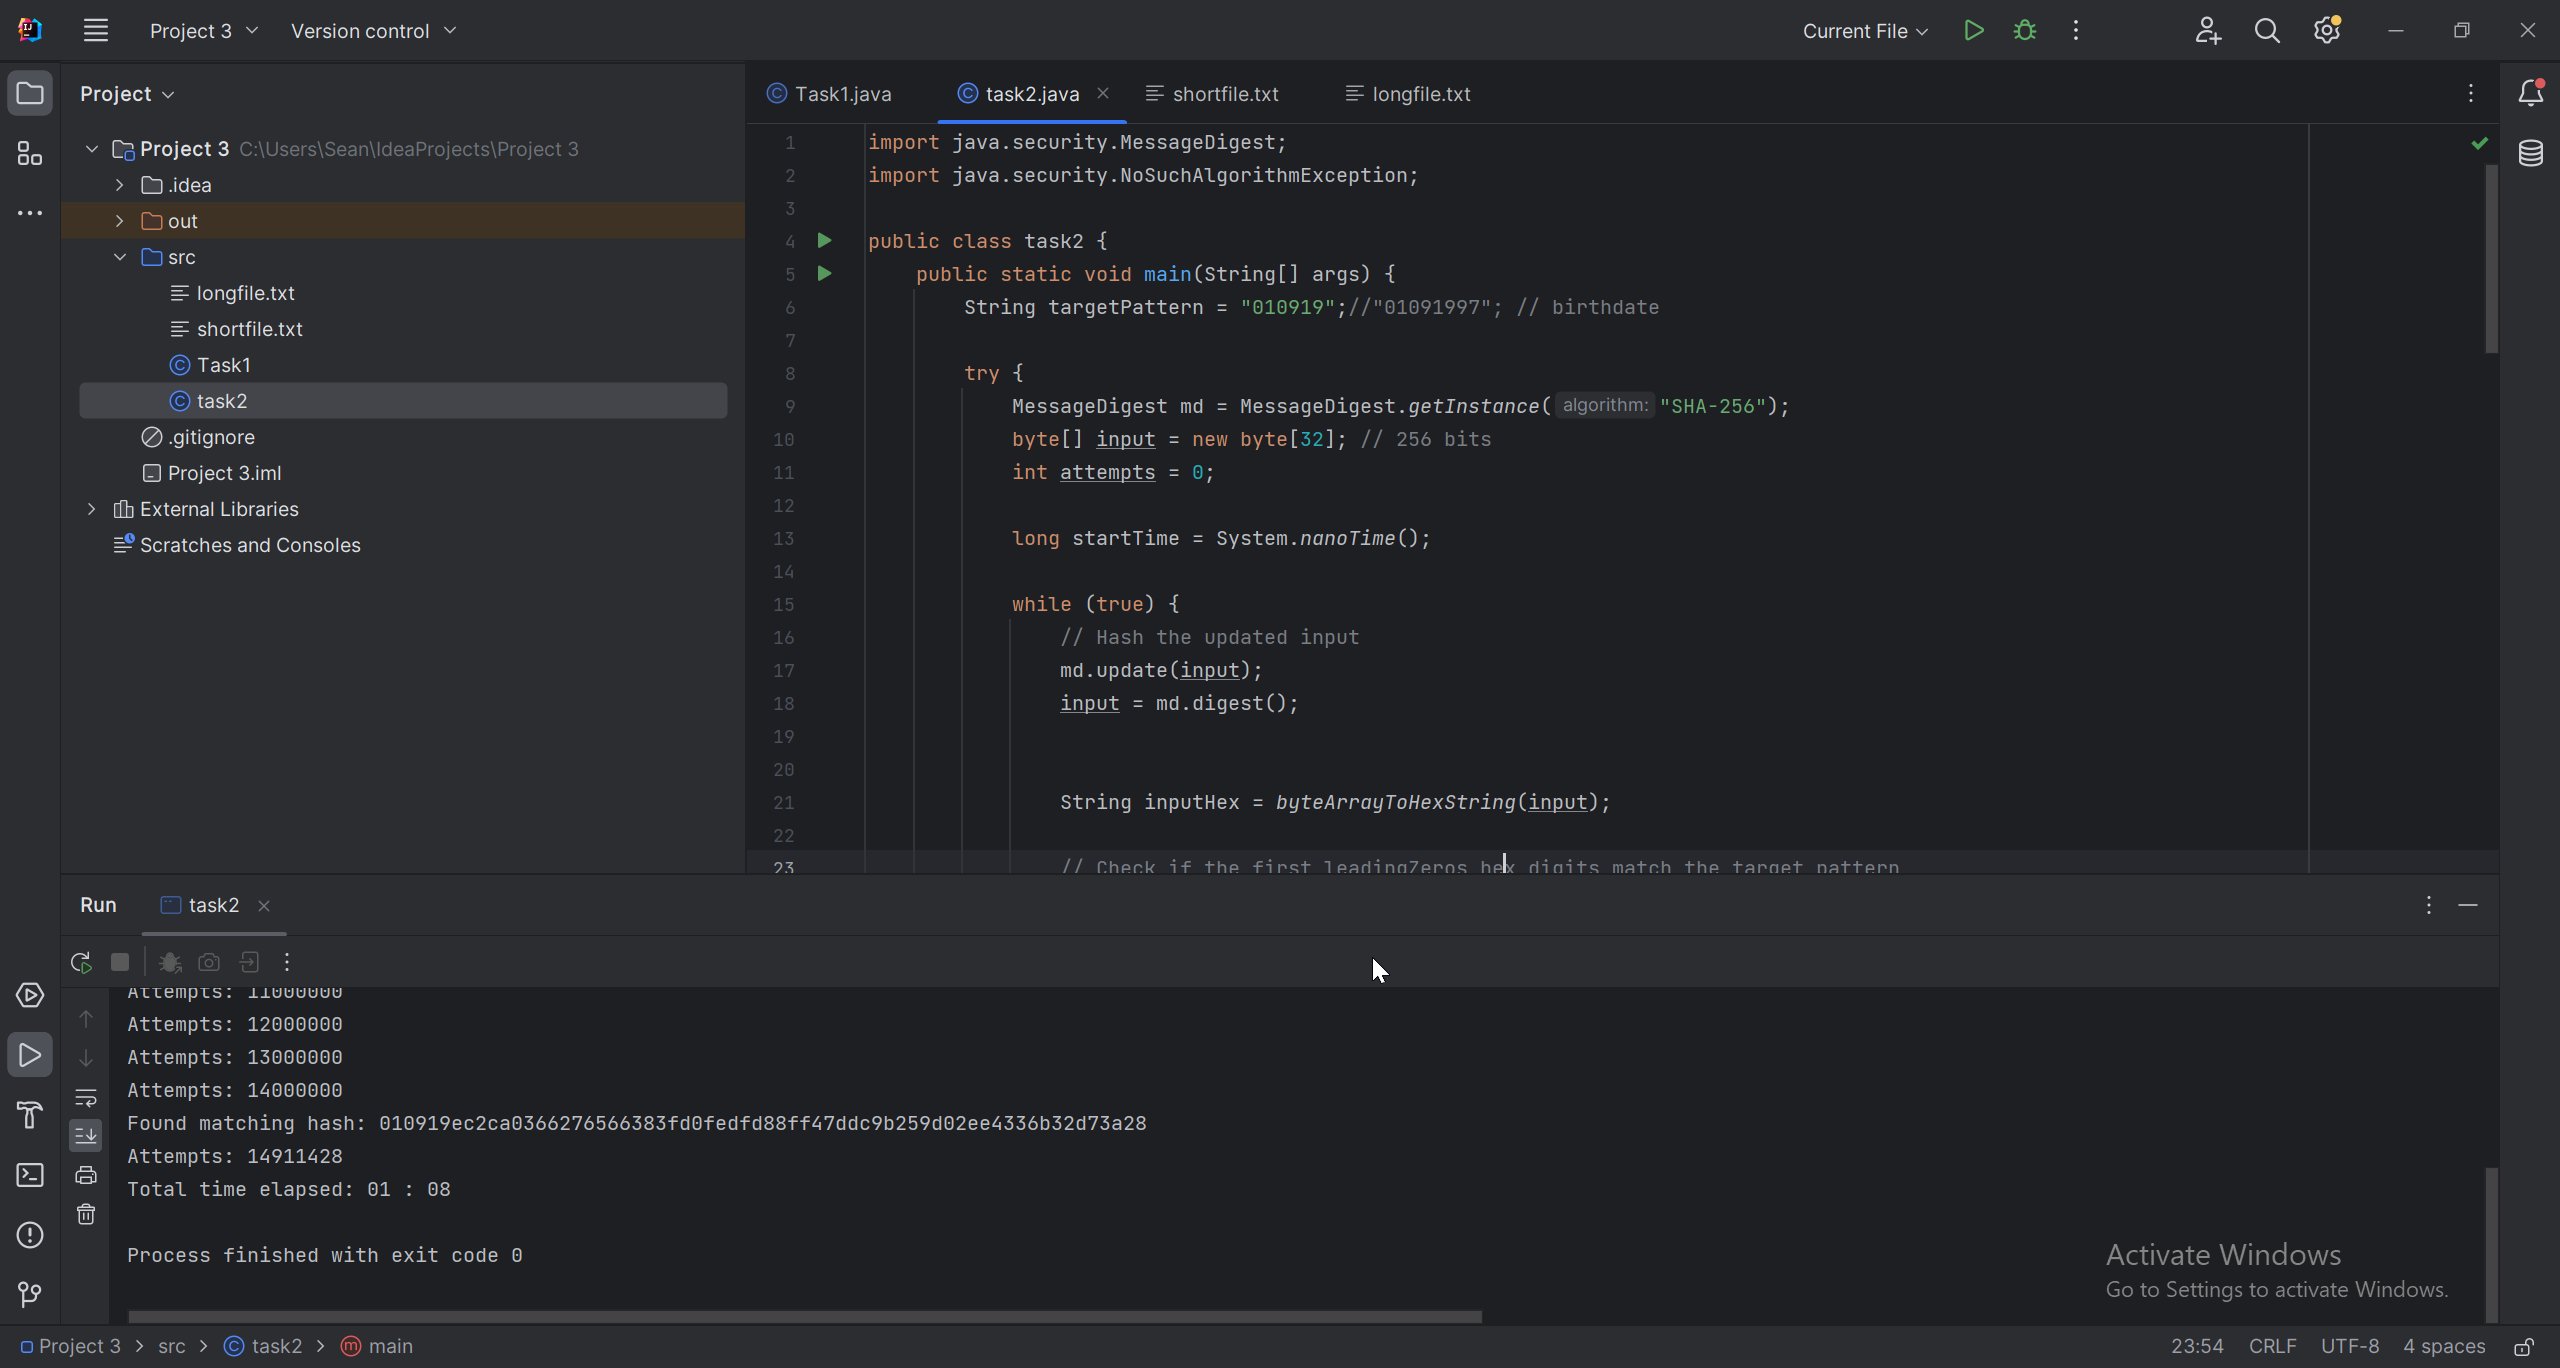 Project 3
Version control
Current File
Project
Task1.java
task2.java
shortfile.txt
longfile.txt
Project 3 C:\Users\Sean\IdeaProjects\Project 3
.idea
out
src
longfile.txt
shortfile.txt
Task1
task2
.gitignore
Project 3.iml
External Libraries
Scratches and Consoles
1 import java.security.MessageDigest;
2 import java.security.NoSuchAlgorithmException;
3
4 public class task2 {
5 public static void main(String[] args) {
6 String targetPattern = "010919";//"01091997"; // birthdate
7
8 try {
9 MessageDigest md = MessageDigest.getInstance( algorithm: "SHA-256");
10 byte[] input = new byte[32]; // 256 bits
11 int attempts = 0;
12
13 long startTime = System.nanoTime();
14
15 while (true) {
16 // Hash the updated input
17 md.update(input);
18 input = md.digest();
19
20
21 String inputHex = byteArrayToHexString(input);
22
23 // Check if the first leadingZeros hex digits match the target pattern
Run
task2
Attempts: 11000000
Attempts: 12000000
Attempts: 13000000
Attempts: 14000000
Found matching hash: 010919ec2ca0366276566383fd0fedfd88ff47ddc9b259d02ee4336b32d73a28
Attempts: 14911428
Total time elapsed: 01 : 08
Process finished with exit code 0
Activate Windows
Go to Settings to activate Windows.
Project 3 > src > task2 > main
23:54 CRLF UTF-8 4 spaces